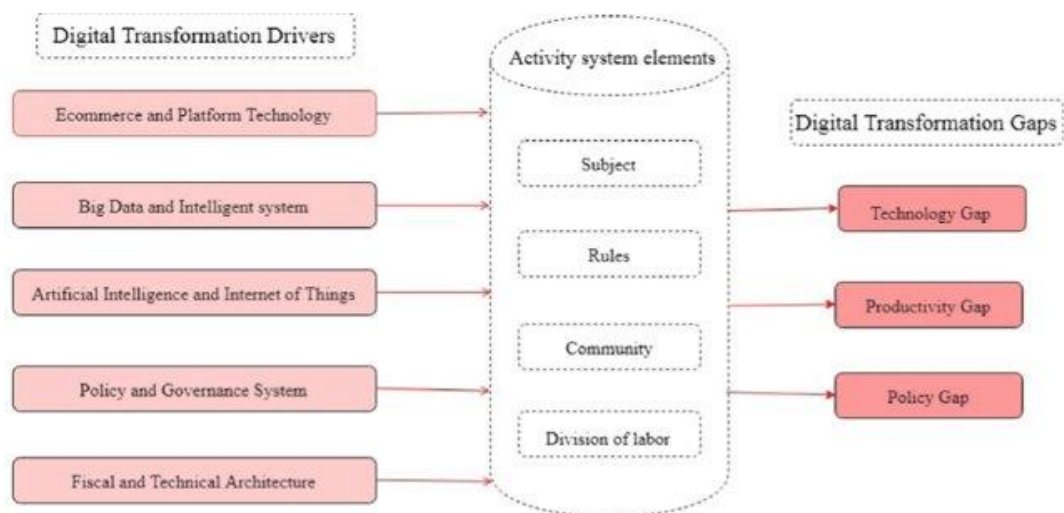 Digital Transformation Drivers
Ecommerce and Platform Technology
Big Data and Intelligent system
Artificial Intelligence and Internet of Things
Policy and Governance System
Fiscal and Technical Architecture
Activity system elements
Subject
Rules
Community
Division of labor
Digital Transformation Gaps
Technology Gap
Productivity Gap
Policy Gap